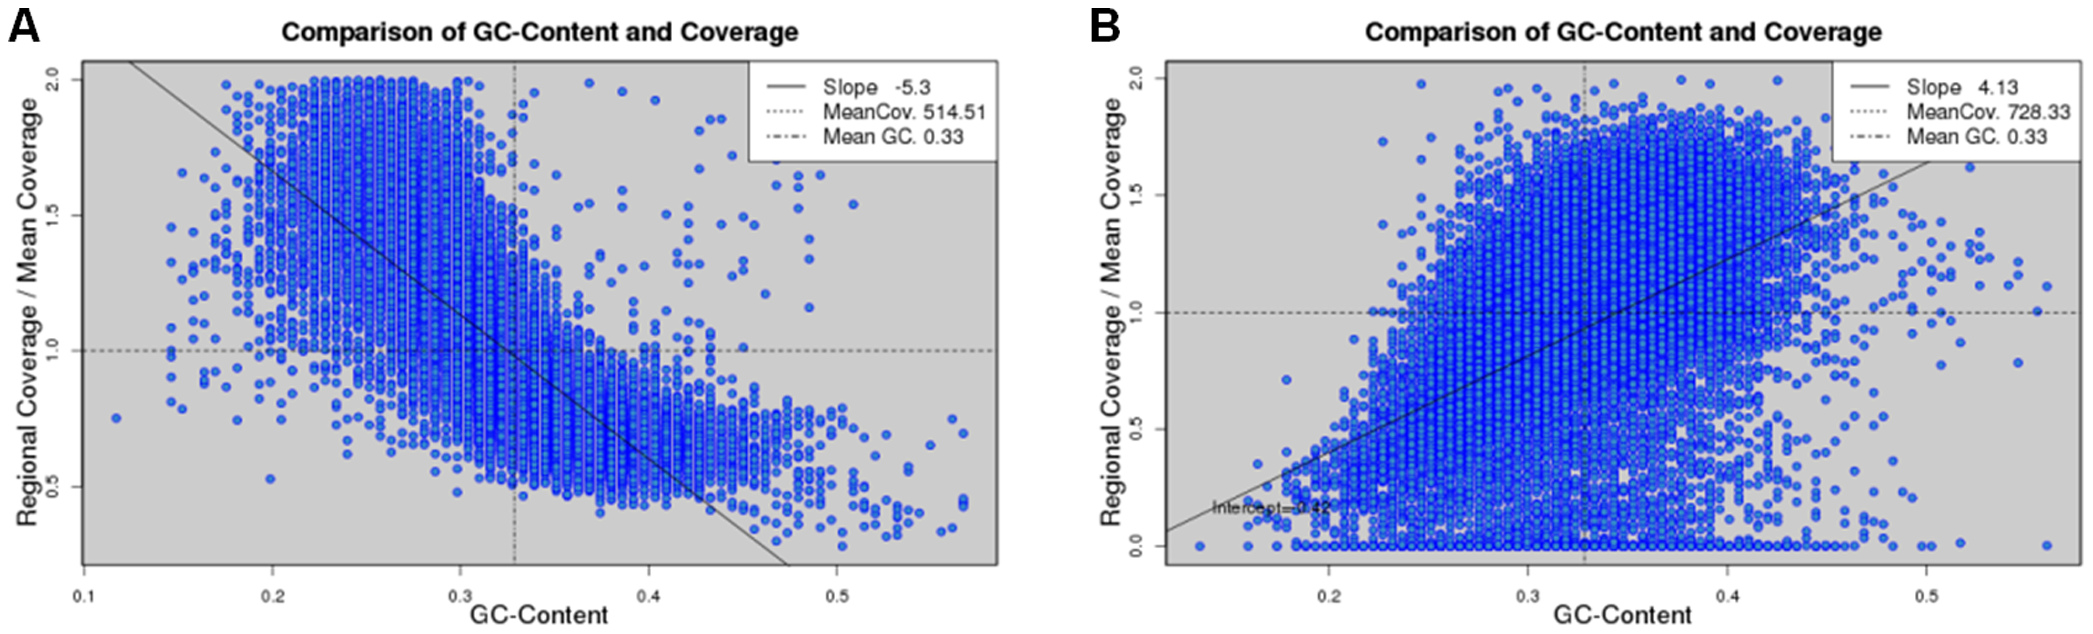 A
Comparison of GC-Content and Coverage
Slope -5.3
MeanCov. 514.51
Mean GC. 0.33
Regional Coverage / Mean Coverage
2.0
1.5
1.0
0.5
0.1 0.2 0.3 0.4 0.5
GC-Content
B
Comparison of GC-Content and Coverage
Slope 4.13
MeanCov. 728.33
Mean GC. 0.33
Regional Coverage / Mean Coverage
2.0
1.5
1.0
0.5
0.0
Intercept=-0.42
0.2 0.3 0.4 0.5
GC-Content